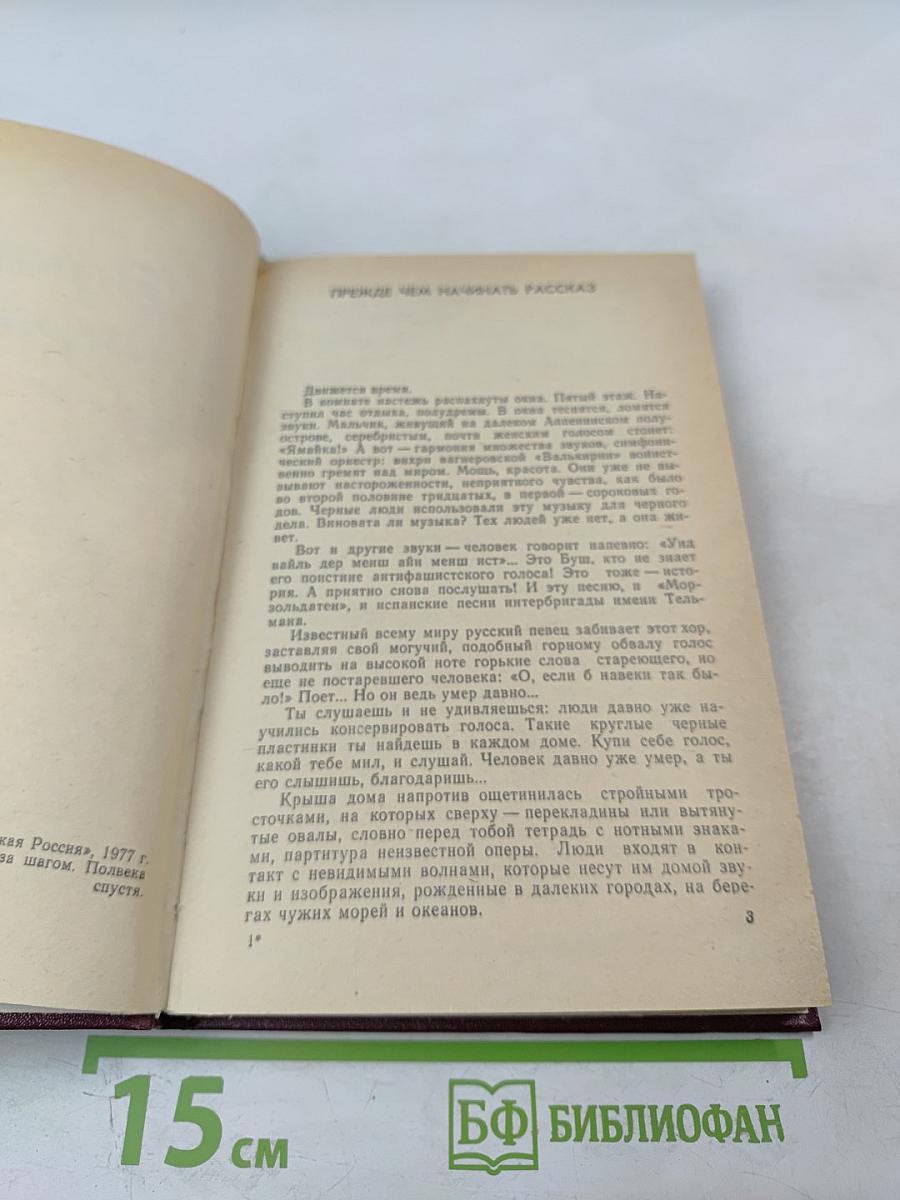 кая Россия», 1977 г.
за шагом. Полвека
спустя.
ПРЕЖДЕ ЧЕМ НАЧИНАТЬ РАССКАЗ
Движется время.
В комнате настежь распахнуты окна. Пятый этаж. На-
ступил час отдыха, полудремы. В окна теснятся, ломятся
звуки. Мальчик, живущий на далеком Аппенинском полу-
острове, серебристым, почти женским голосом стонет:
«Ямайка!» А вот — гармония множества звуков, симфони-
ческий оркестр: вихри вагнеровской «Валькирии» воинст-
венно гремят над миром. Мощь, красота. Они уже не вы-
зывают настороженности, неприятного чувства, как было
во второй половине тридцатых, в первой — сороковых го-
дов. Черные люди использовали эту музыку для черного
дела. Виновата ли музыка? Тех людей уже нет, а она жи-
вет.
Вот и другие звуки — человек говорит напевно: «Унд
вайль дер менш айн менш ист»... Это Буш, кто не знает
его поистине антифашистского голоса! Это тоже — исто-
рия. А приятно снова послушать! И эту песню, и «Мор-
зольдатен», и испанские песни интербригады имени Тель-
мана.
Известный всему миру русский певец забивает этот хор,
заставляя свой могучий, подобный горному обвалу голос
выводить на высокой ноте горькие слова стареющего, но
еще не постаревшего человека: «О, если б навеки так бы-
ло!» Поет... Но он ведь умер давно...
Ты слушаешь и не удивляешься: люди давно уже на-
учились консервировать голоса. Такие круглые черные
пластинки ты найдешь в каждом доме. Купи себе голос,
какой тебе мил, и слушай. Человек давно уже умер, а ты
его слышишь, благодаришь...
Крыша дома напротив ощетинилась стройными тро-
сточками, на которых сверху — перекладины или вытяну-
тые овалы, словно перед тобой тетрадь с нотными знака-
ми, партитура неизвестной оперы. Люди входят в кон-
такт с невидимыми волнами, которые несут им домой зву-
ки и изображения, рожденные в далеких городах, на бере-
гах чужих морей и океанов.
1*
3
15 см
БФ БИБЛИОФАН